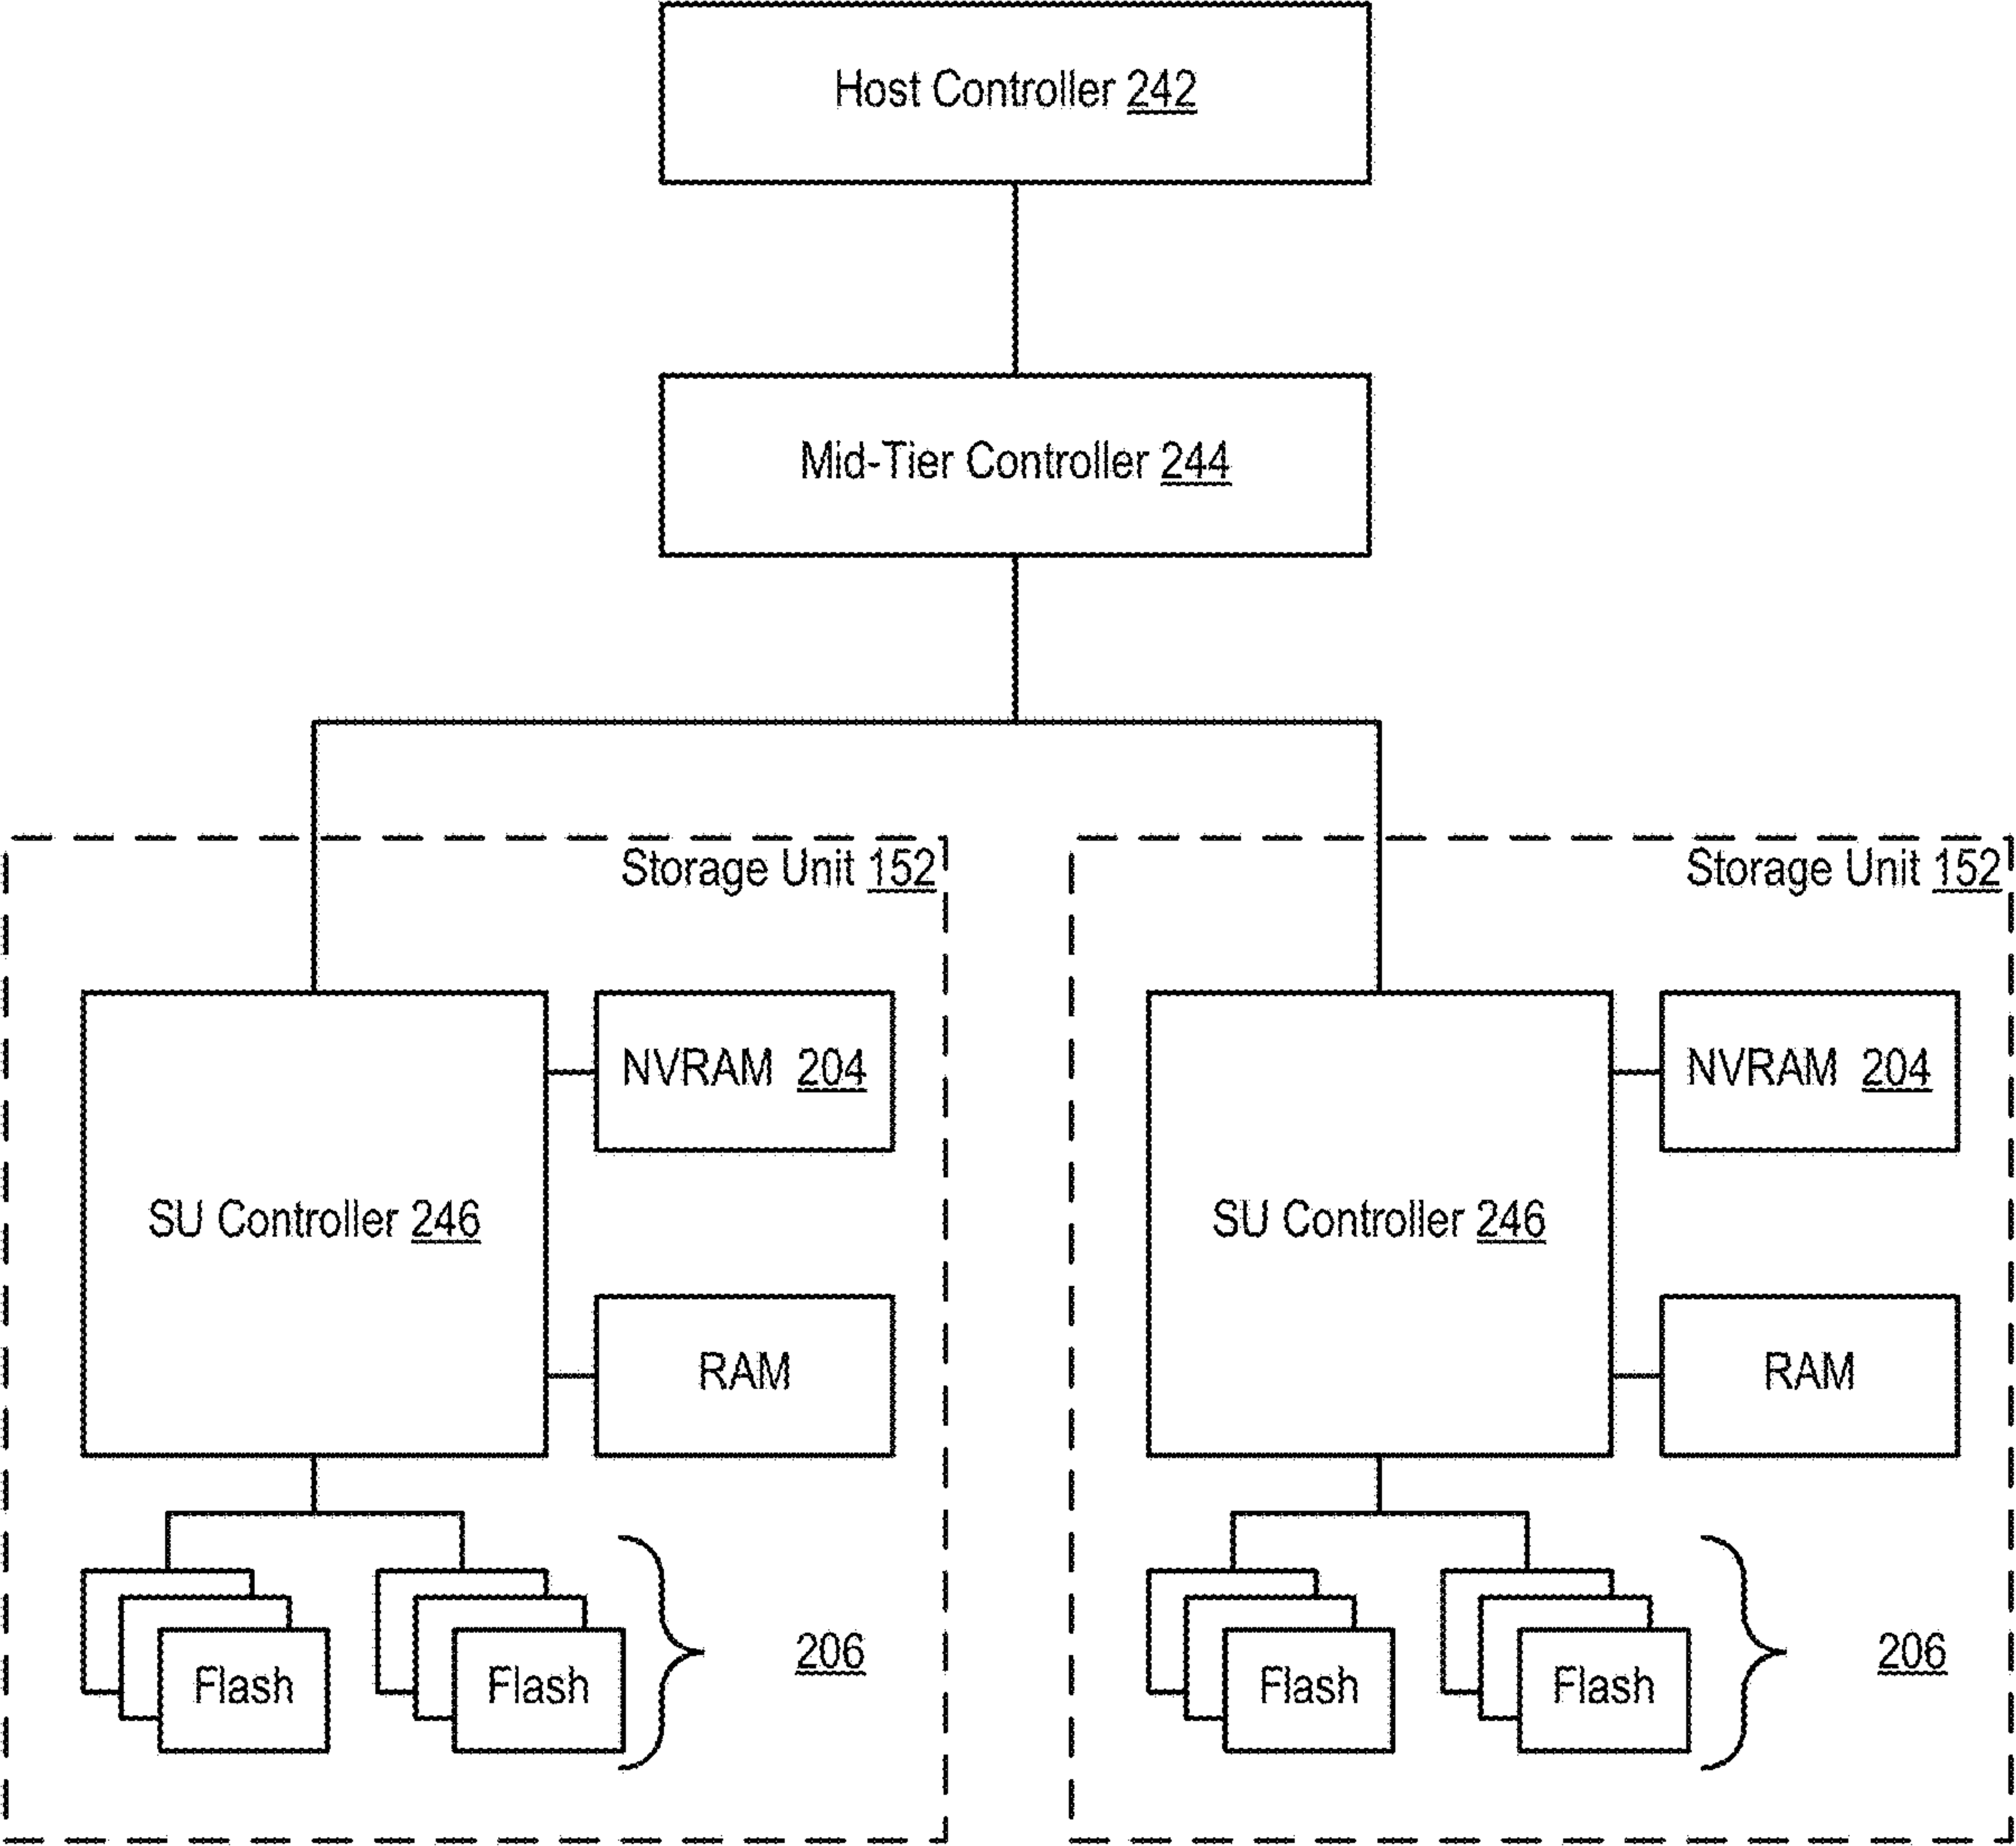 Host Controller 242
Mid-Tier Controller 244
Storage Unit 152
SU Controller 246
NVRAM 204
RAM
Flash
Flash
206
Storage Unit 152
SU Controller 246
NVRAM 204
RAM
Flash
Flash
206